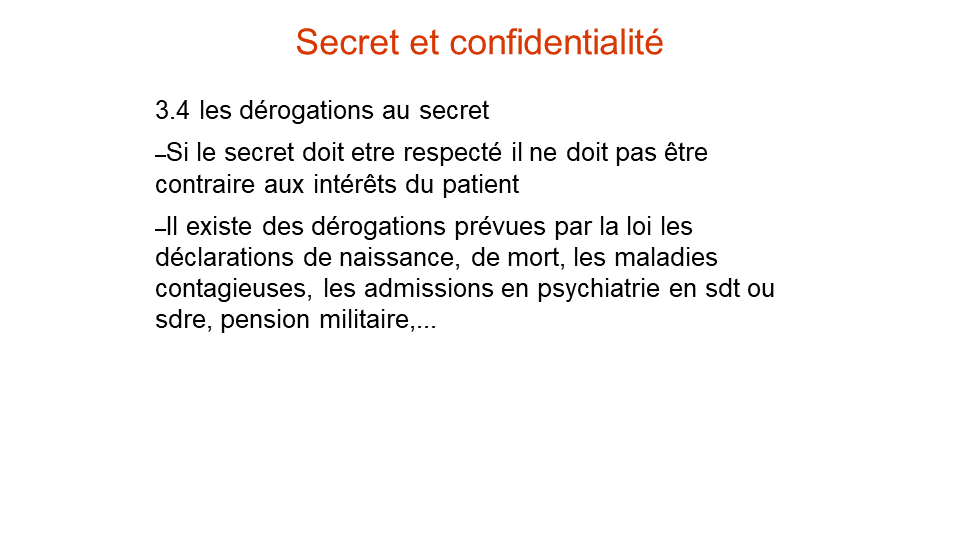 Secret et confidentialité
3.4 les dérogations au secret
–Si le secret doit etre respecté il ne doit pas être
contraire aux intérêts du patient
–Il existe des dérogations prévues par la loi les
déclarations de naissance, de mort, les maladies
contagieuses, les admissions en psychiatrie en sdt ou
sdre, pension militaire,...